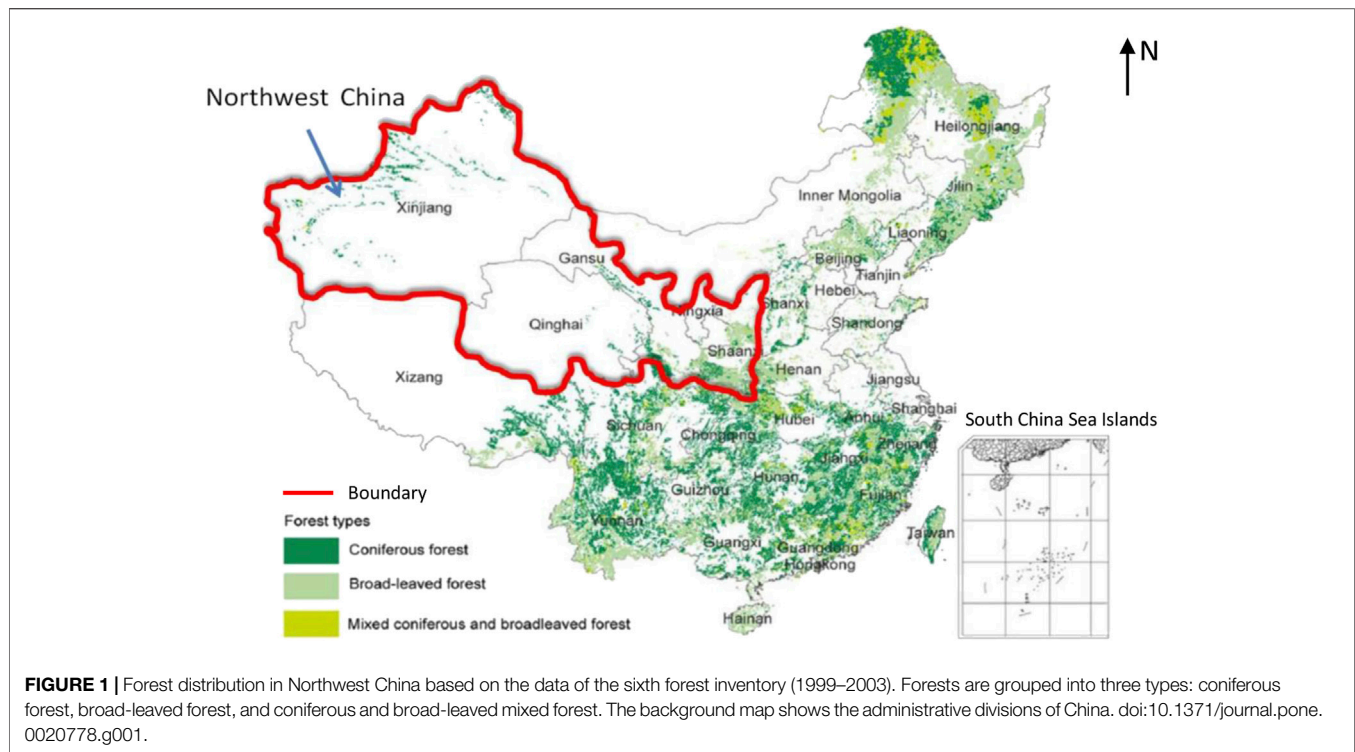 N
Northwest China
Heilongjiang
Jilin
Inner Mongolia
Xinjiang
Liaoning
Gansu
Beijing
Tianjin
Hebei
Shanxi
Ningxia
Qinghai
Shandong
Shaanxi
Henan
Xizang
Jiangsu
Shanghai
Anhui
South China Sea Islands
Hubei
Sichuan
Chongqing
Zhejiang
Jiangxi
Hunan
Guizhou
Fujian
Boundary
Forest types
Yunnan
Taiwan
Guangxi
Guangdong
Hongkong
Coniferous forest
Broad-leaved forest
Hainan
Mixed coniferous and broadleaved forest
FIGURE 1 | Forest distribution in Northwest China based on the data of the sixth forest inventory (1999–2003). Forests are grouped into three types: coniferous
forest, broad-leaved forest, and coniferous and broad-leaved mixed forest. The background map shows the administrative divisions of China. doi:10.1371/journal.pone.
0020778.g001.